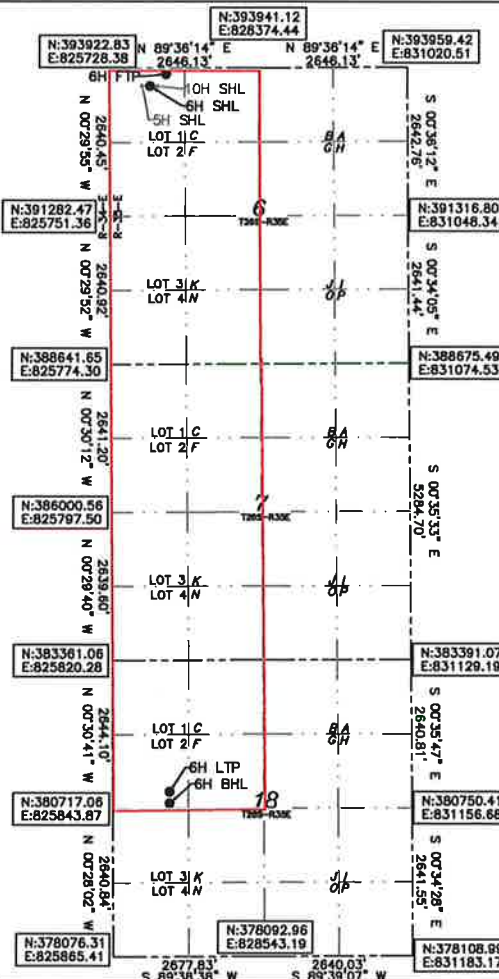 N:393941.12
E:828374.44
N:393922.83
E:825728.38
N 89°36'14" E
2646.13'
N 89°36'14" E
2646.13'
N:393959.42
E:831020.51
6H FTP
10H SHL
6H SHL
5H SHL
N 00°29'55" W
2640.45'
LOT 1 C
LOT 2 F
B A
G H
S 00°36'12" E
2642.76'
N:391282.47
E:825751.36
6
T26S-R35E
N:391316.80
E:831048.34
N 00°29'52" W
2640.92'
LOT 3 K
LOT 4 N
J I
O P
S 00°34'05" E
2641.44'
N:388641.65
E:825774.30
N:388675.49
E:831074.53
N 00°30'12" W
2641.20'
LOT 1 C
LOT 2 F
B A
G H
S 00°35'33" E
5284.70'
N:386000.56
E:825797.50
7
T26S-R35E
N 00°29'40" W
2639.60'
LOT 3 K
LOT 4 N
J I
O P
N:383361.06
E:825820.28
N:383391.07
E:831129.19
N 00°30'41" W
2644.10'
LOT 1 C
LOT 2 F
B A
G H
S 00°35'47" E
2640.81'
6H LTP
6H BHL
N:380717.06
E:825843.87
18
T26S-R35E
N:380750.41
E:831156.68
N 00°28'02" W
2640.84'
LOT 3 K
LOT 4 N
J I
O P
S 00°34'28" E
2641.55'
N:378092.96
E:828543.19
N:378076.31
E:825865.41
2677.83'
S 89°38'38" W
2640.03'
S 89°39'07" W
N:378108.99
E:831183.17